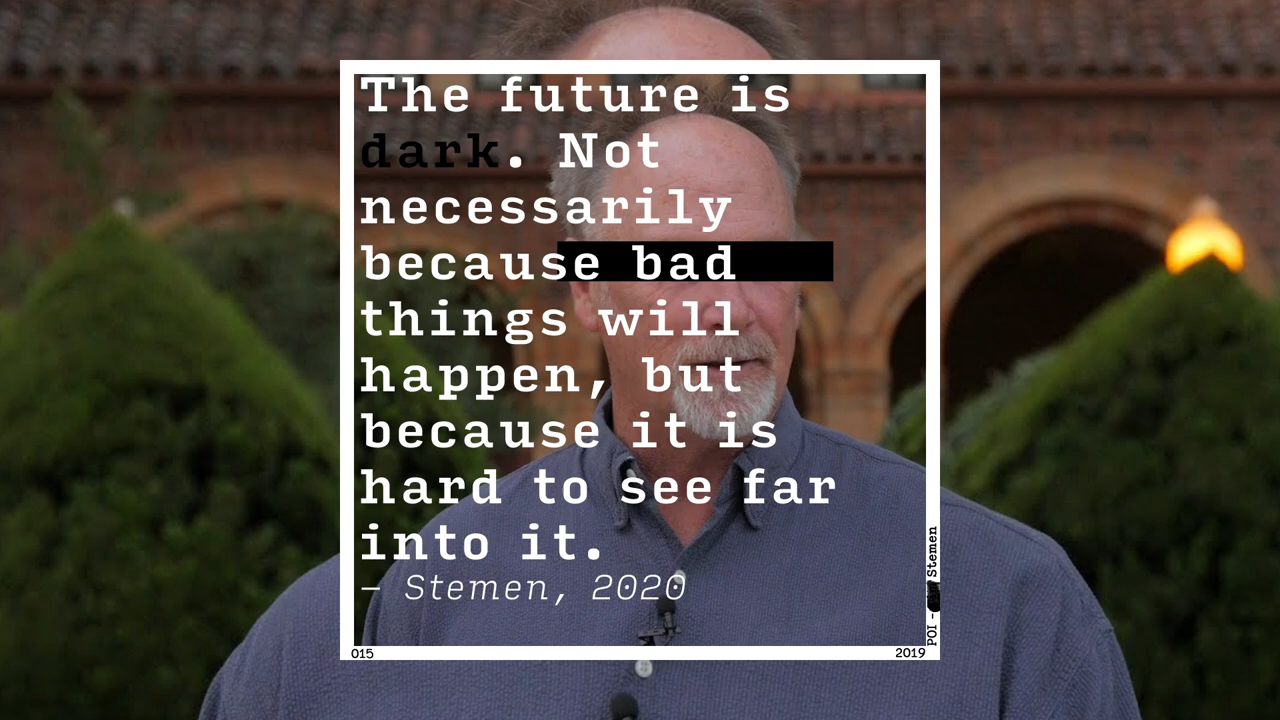 The future is
dark. Not
necessarily
because bad
things will
happen, but
because it is
hard to see far
into it.
– Stemen, 2020
POI - Stemen
015
2019